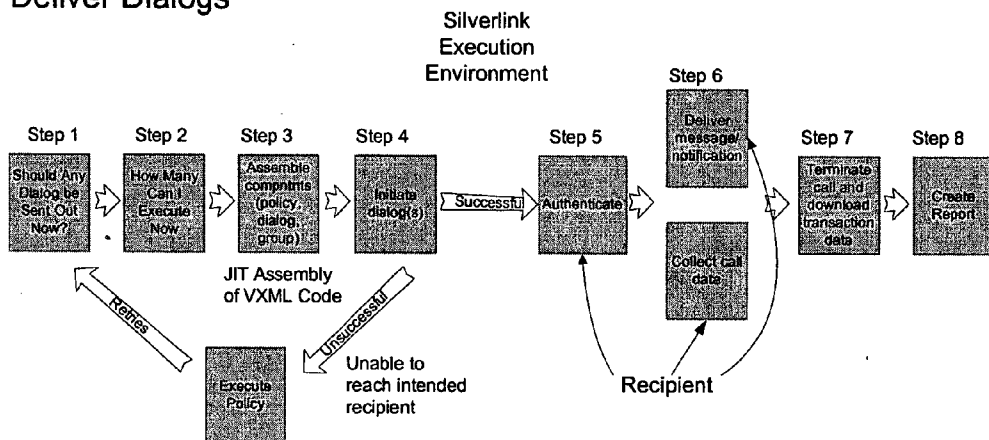 Deliver Dialogs
Silverlink
Execution
Environment
Step 1
Should Any
Dialog be
Sent Out
Now?
Step 2
How Many
Can I
Execute
Now
Step 3
Assemble
compntnts
(policy,
dialog,
group)
JIT Assembly
of VXML Code
Step 4
Initiate
dialog(s)
Successful
Unsuccessful
Unable to
reach intended
recipient
Execute
Policy
Retries
Step 5
Authenticate
Step 6
Deliver
message/
notification
Collect call
date
Recipient
Step 7
Terminate
call and
download
transaction
data
Step 8
Create
Report